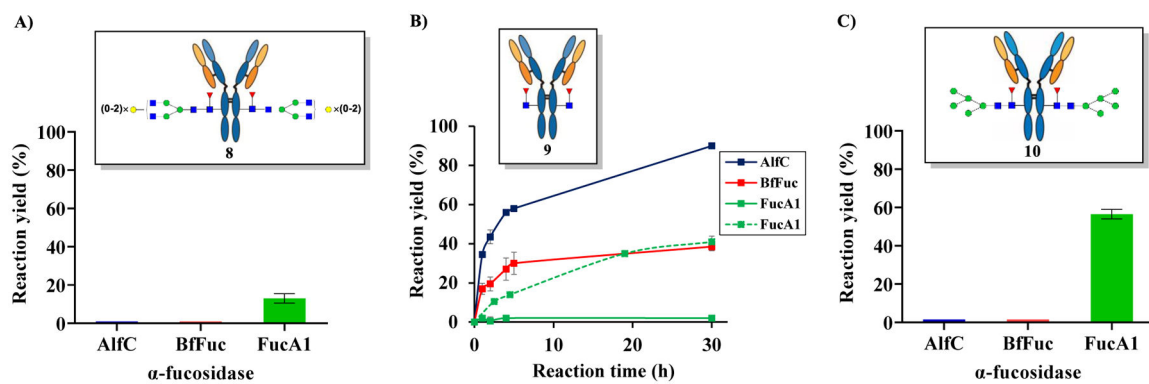 A)
(0-2)×
×(0-2)
8
Reaction yield (%)
100
80
60
40
20
0
AlfC
BfFuc
FucA1
α-fucosidase
B)
9
Reaction yield (%)
100
80
60
40
20
0
0
10
20
30
Reaction time (h)
AlfC
BfFuc
FucA1
FucA1
C)
10
Reaction yield (%)
100
80
60
40
20
0
AlfC
BfFuc
FucA1
α-fucosidase